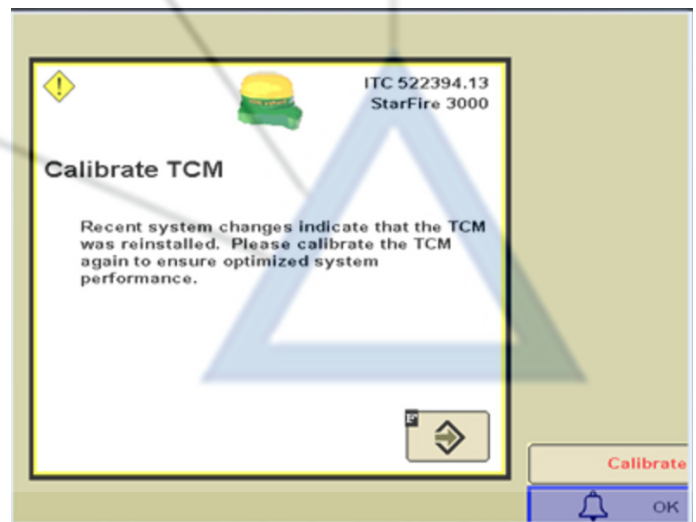 ITC 522394.13
StarFire 3000
Calibrate TCM
Recent system changes indicate that the TCM
was reinstalled. Please calibrate the TCM
again to ensure optimized system
performance.
F
Calibrate
OK